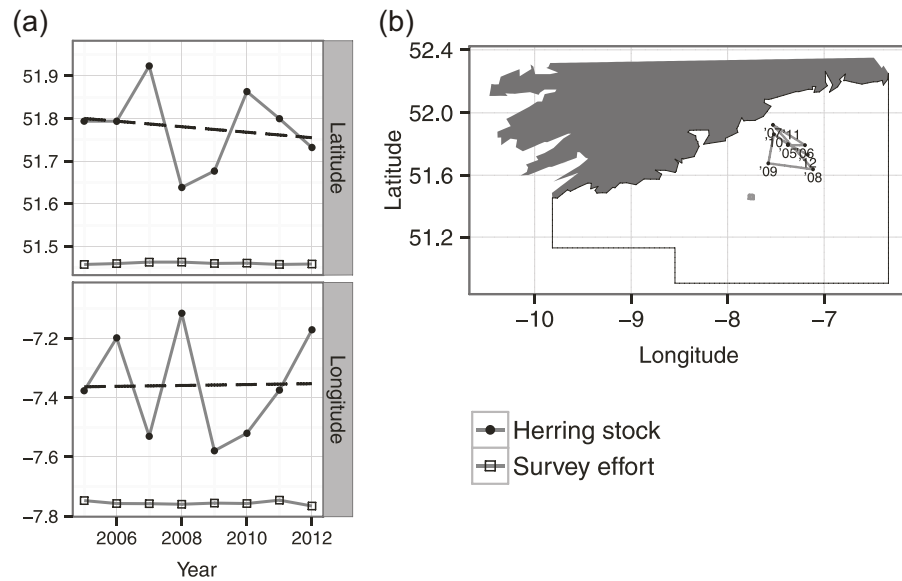 (a)
51.9
51.8
51.7
51.6
51.5
Latitude
−7.2
−7.4
−7.6
−7.8
Longitude
2006 2008 2010 2012
Year
(b)
52.4
52.0
51.6
51.2
Latitude
'07 '11
'10
'05 '06
'12
'09 '08
−10 −9 −8 −7
Longitude
Herring stock
Survey effort